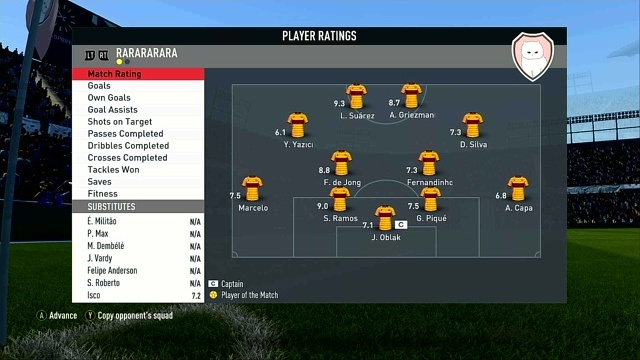 PLAYER RATINGS
LT RT RARARARARA
Match Rating
Goals
Own Goals
Goal Assists
Shots on Target
Passes Completed
Dribbles Completed
Crosses Completed
Tackles Won
Saves
Fitness
SUBSTITUTES
É. Militão N/A
P. Max N/A
M. Dembélé N/A
J. Vardy N/A
Felipe Anderson N/A
S. Roberto N/A
Isco 7.2
9.3 L. Suárez
8.7 A. Griezmann
6.1 Y. Yazıcı
7.3 D. Silva
8.8 F. de Jong
7.3 Fernandinho
7.5 Marcelo
9.0 S. Ramos
7.5 G. Piqué
6.8 A. Capa
7.1 C J. Oblak
C Captain
Player of the Match
A Advance Y Copy opponent's squad